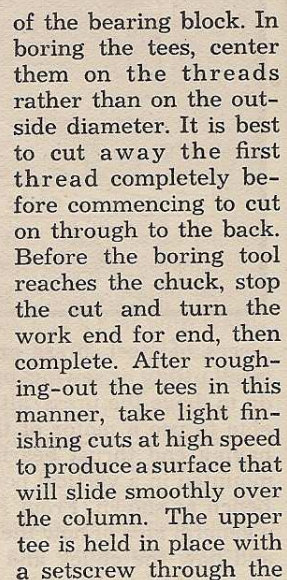 of the bearing block. In
boring the tees, center
them on the threads
rather than on the out-
side diameter. It is best
to cut away the first
thread completely be-
fore commencing to cut
on through to the back.
Before the boring tool
reaches the chuck, stop
the cut and turn the
work end for end, then
complete. After rough-
ing-out the tees in this
manner, take light fin-
ishing cuts at high speed
to produce a surface that
will slide smoothly over
the column. The upper
tee is held in place with
a setscrew through the